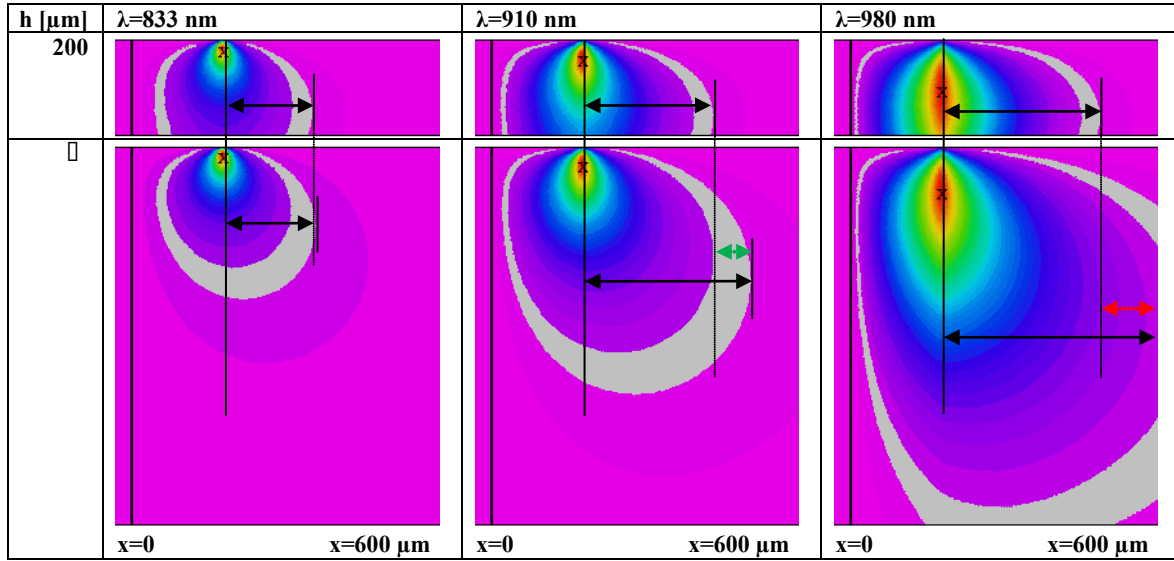 h [µm] λ=833 nm λ=910 nm λ=980 nm
200
x x x
▯
x x x
x=0 x=600 µm x=0 x=600 µm x=0 x=600 µm